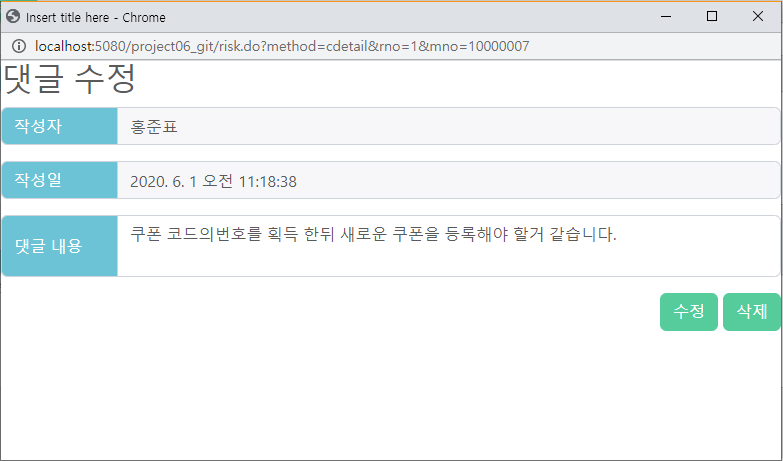 Insert title here - Chrome
localhost:5080/project06_git/risk.do?method=cdetail&rno=1&mno=10000007
댓글 수정
작성자 홍준표
작성일 2020. 6. 1 오전 11:18:38
댓글 내용 쿠폰 코드의번호를 획득 한뒤 새로운 쿠폰을 등록해야 할거 같습니다.
수정 삭제